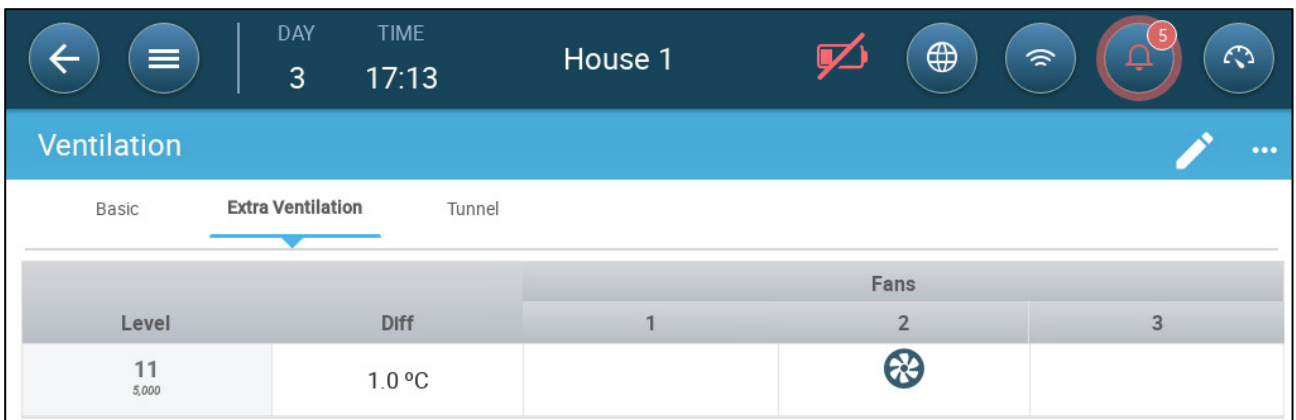 DAY TIME
3 17:13 House 1 5
Ventilation
Basic Extra Ventilation Tunnel
Fans
Level Diff 1 2 3
11 1.0 ºC
5,000